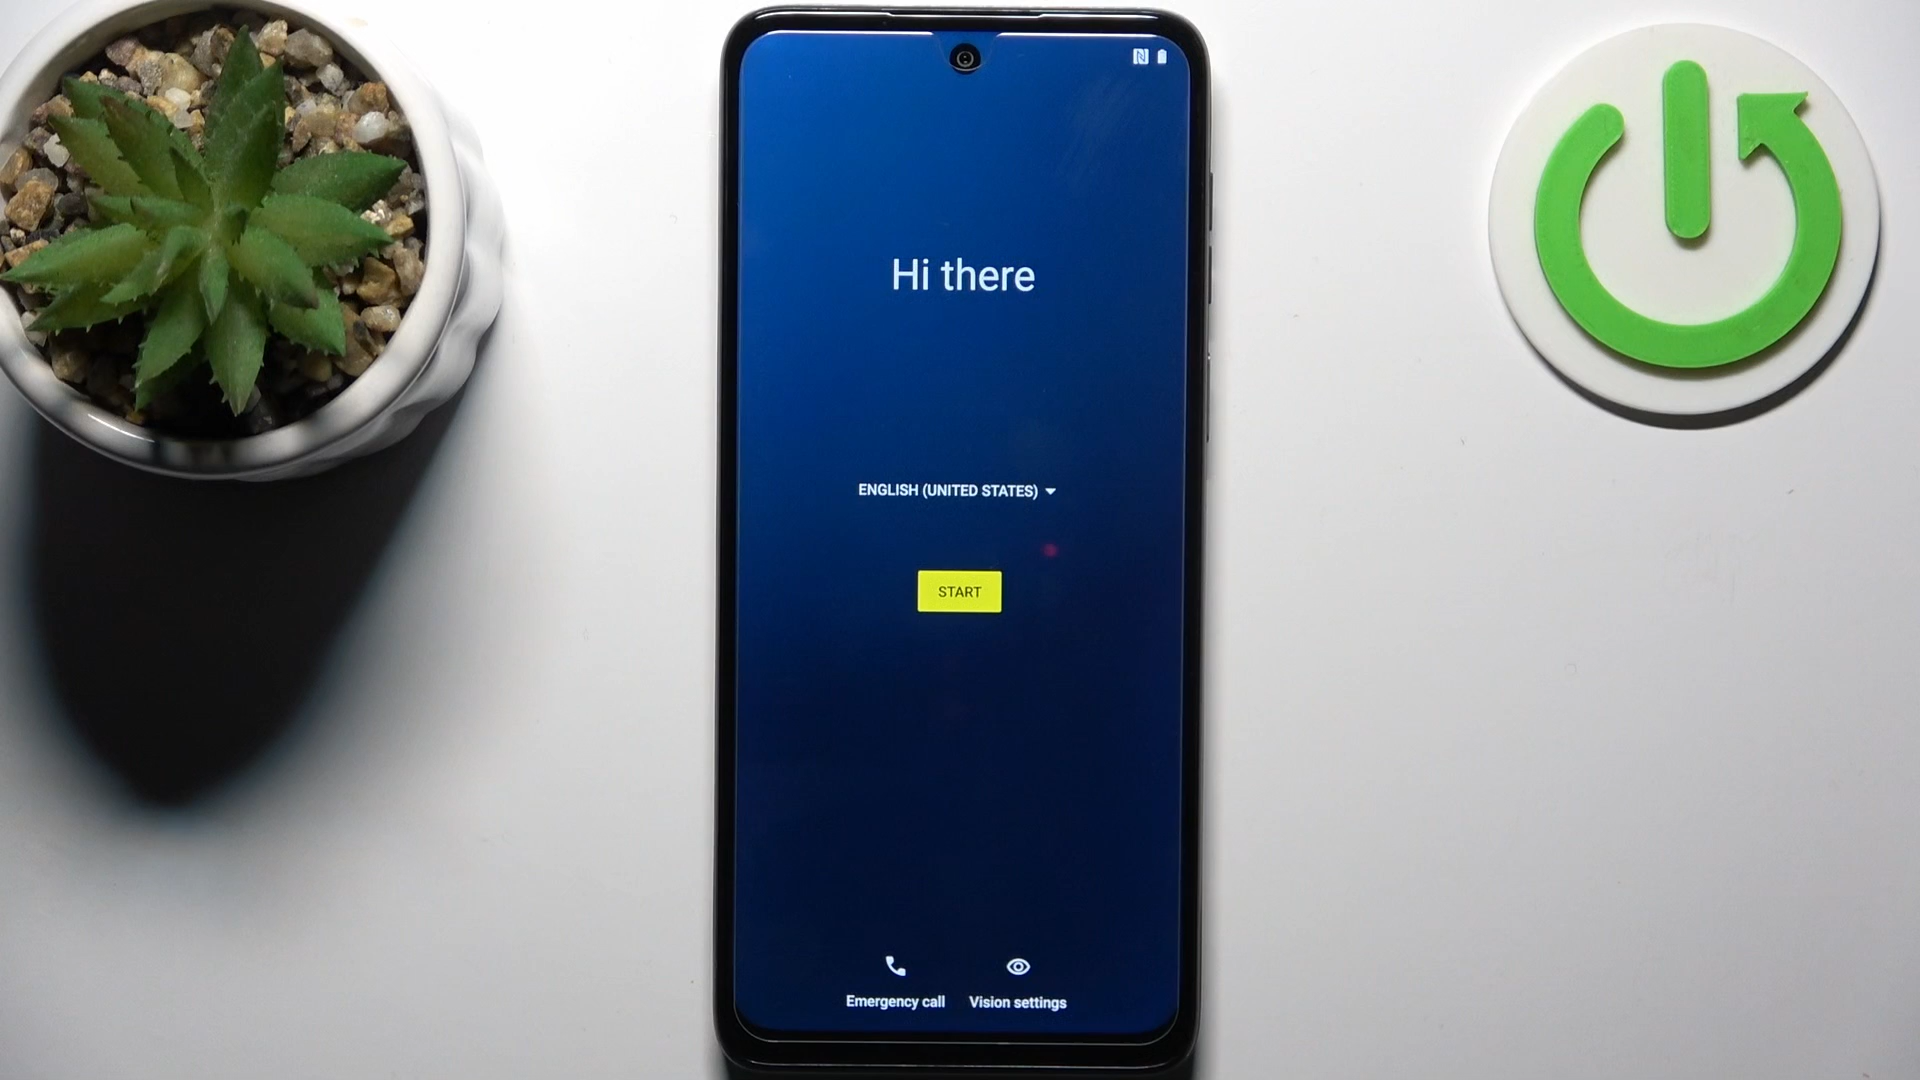 Hi there
ENGLISH (UNITED STATES)
START
Emergency call
Vision settings